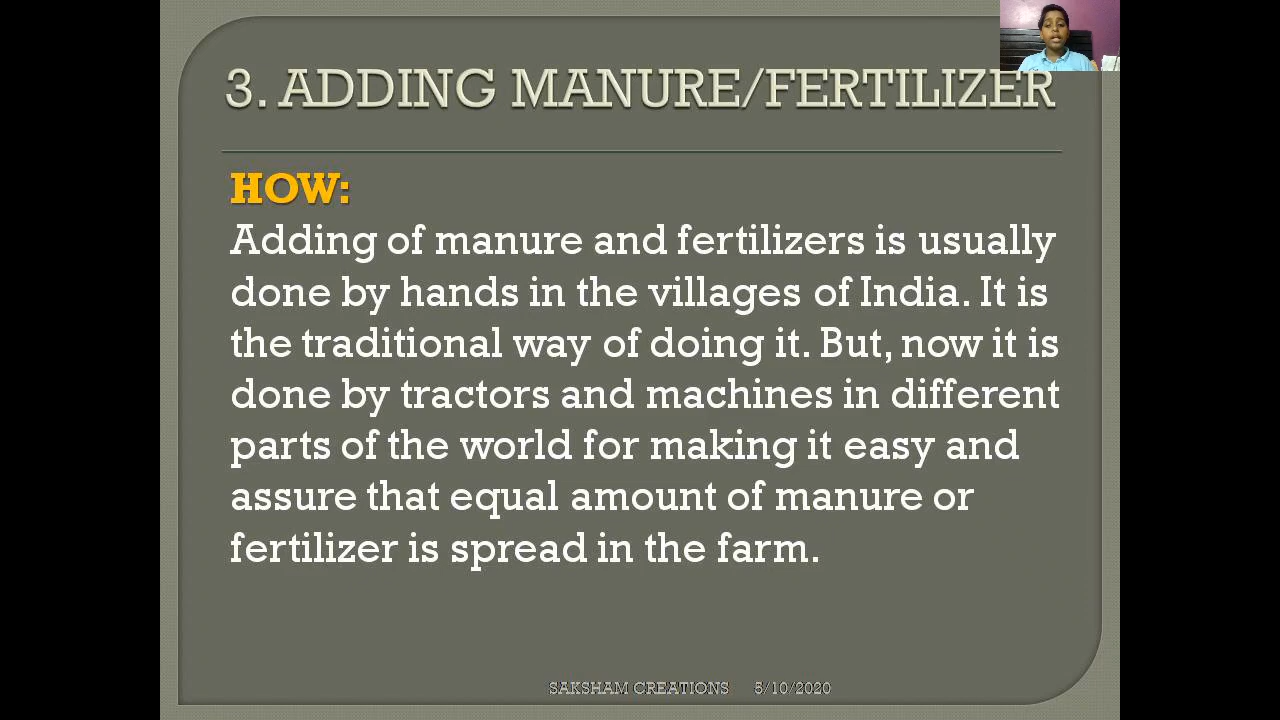 3. ADDING MANURE/FERTILIZER
HOW:
Adding of manure and fertilizers is usually
done by hands in the villages of India. It is
the traditional way of doing it. But, now it is
done by tractors and machines in different
parts of the world for making it easy and
assure that equal amount of manure or
fertilizer is spread in the farm.
SAKSHAM CREATIONS 5/10/2020